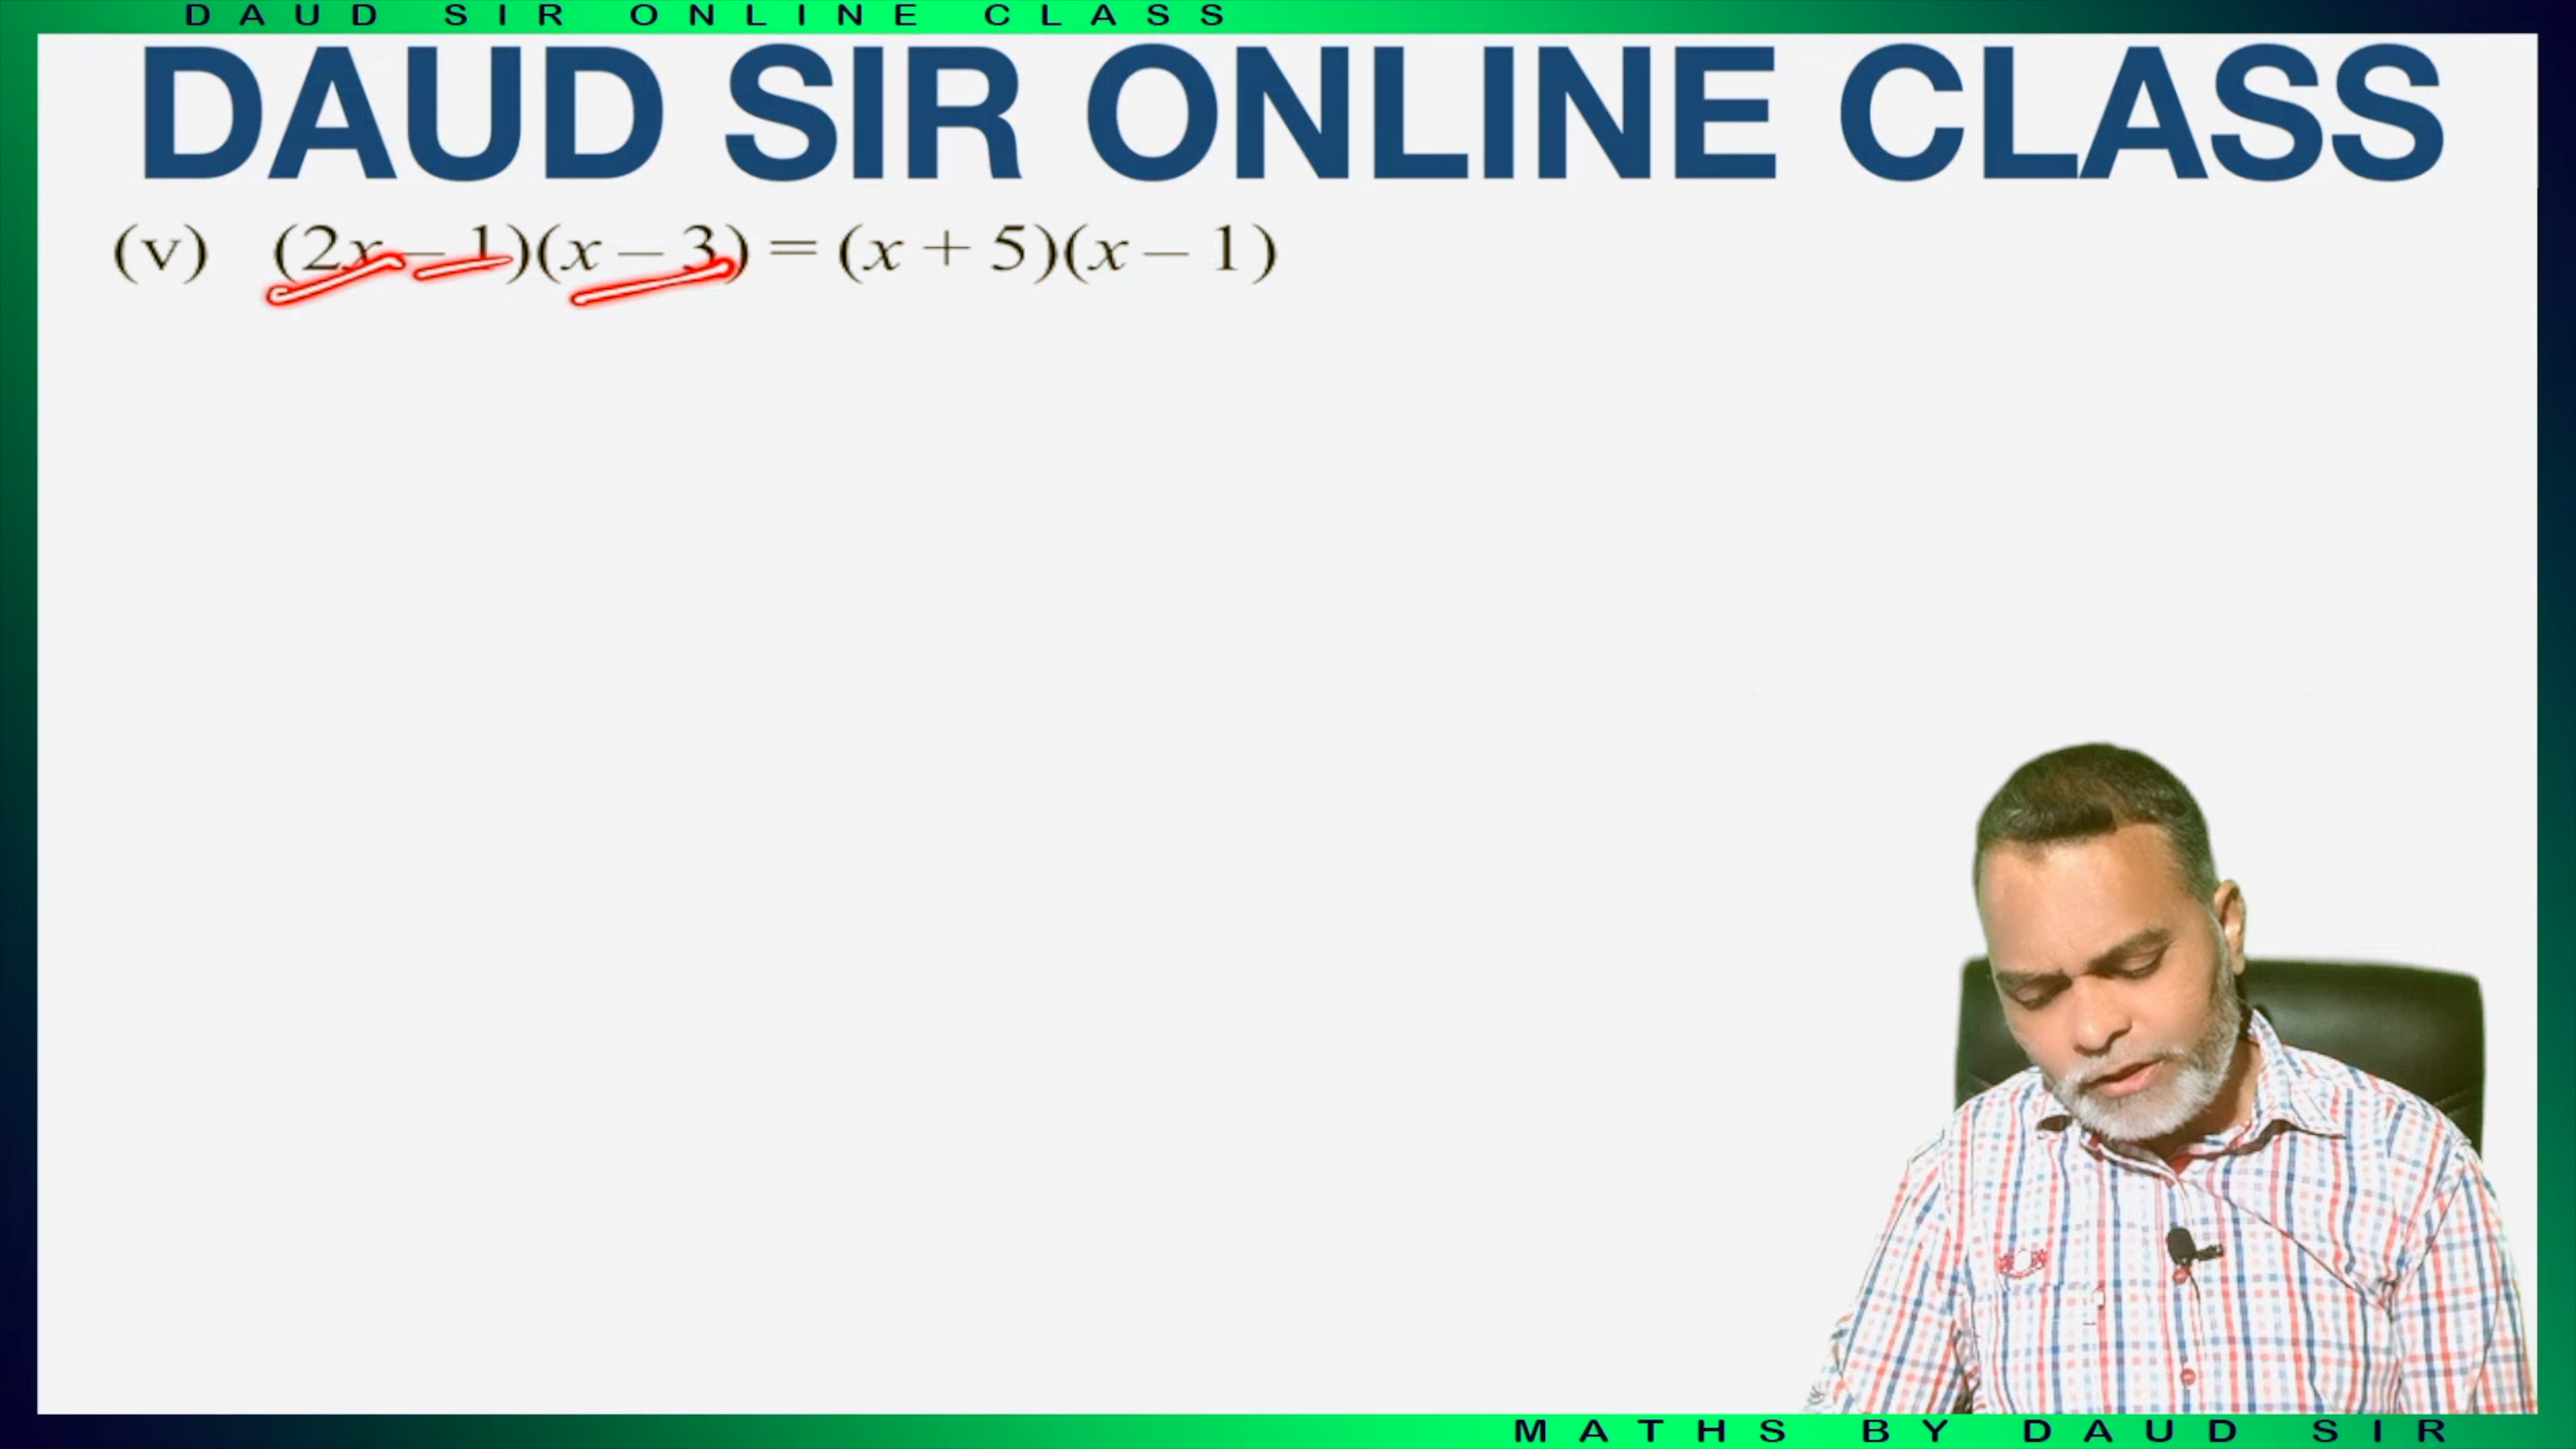 DAUD SIR ONLINE CLASS
DAUD SIR ONLINE CLASS
(v) (2x – 1)(x – 3) = (x + 5)(x – 1)
MATHS BY DAUD SIR